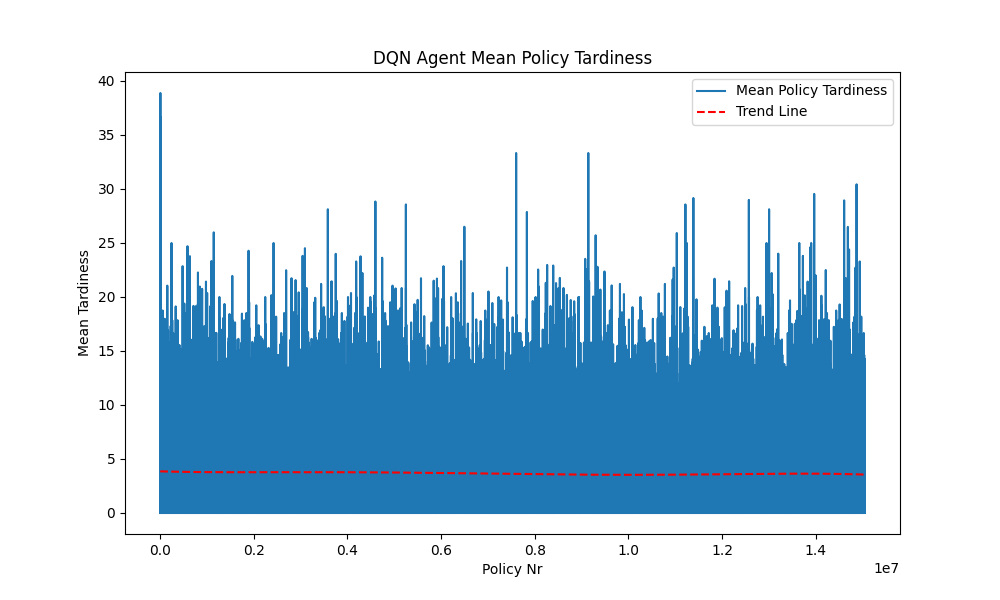 DQN Agent Mean Policy Tardiness
Mean Policy Tardiness
Trend Line
Mean Tardiness
40
35
30
25
20
15
10
5
0
0.0 0.2 0.4 0.6 0.8 1.0 1.2 1.4
1e7
Policy Nr